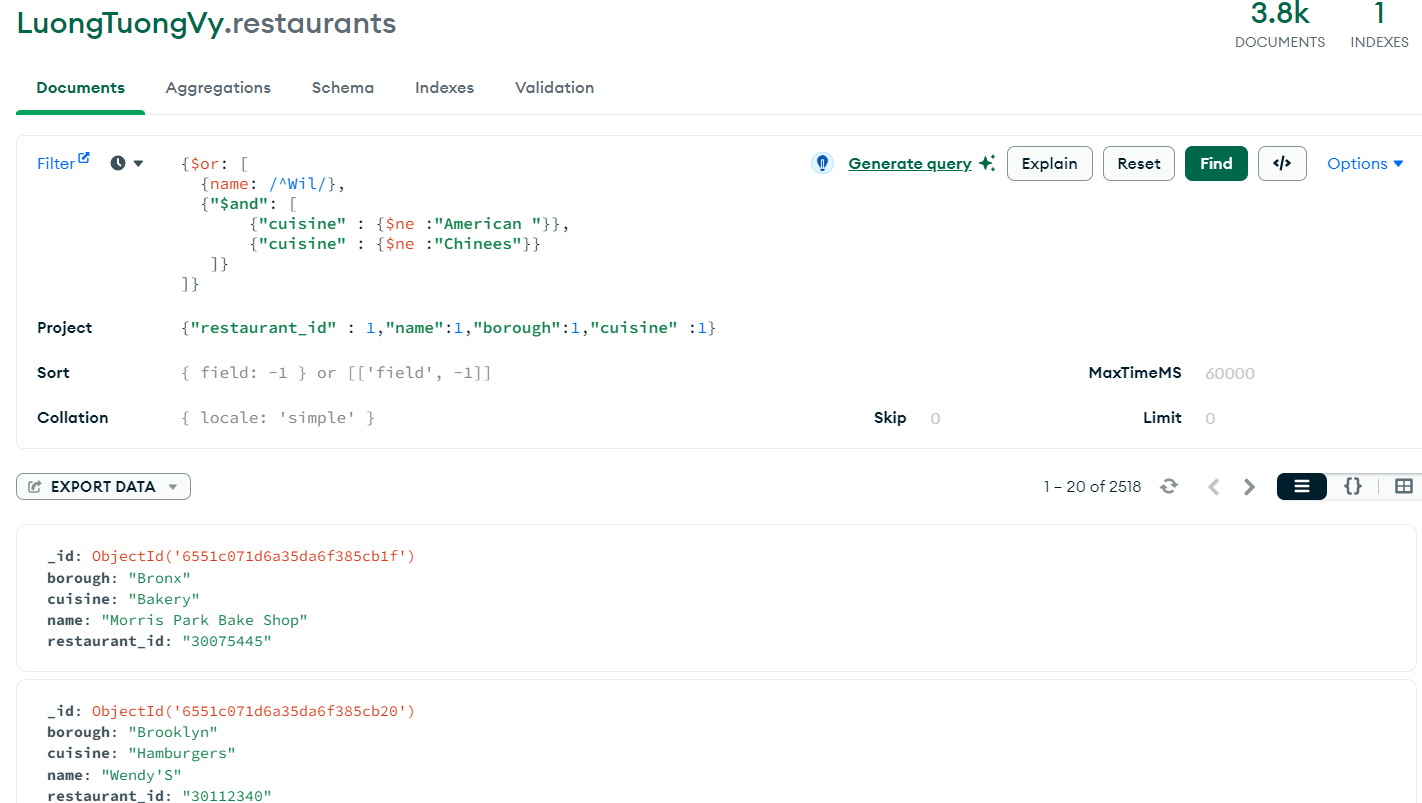 LuongTuongVy.restaurants
3.8k 1
DOCUMENTS INDEXES
Documents Aggregations Schema Indexes Validation
Filter {$or: [ Generate query Explain Reset Find </> Options
{name: /^Wil/},
{"$and": [
{"cuisine" : {$ne :"American "}},
{"cuisine" : {$ne :"Chinees"}}
]}
]}
Project {"restaurant_id" : 1,"name":1,"borough":1,"cuisine" :1}
Sort { field: -1 } or [['field', -1]] MaxTimeMS 60000
Collation { locale: 'simple' } Skip 0 Limit 0
EXPORT DATA 1 – 20 of 2518 {}
_id: ObjectId('6551c071d6a35da6f385cb1f')
borough: "Bronx"
cuisine: "Bakery"
name: "Morris Park Bake Shop"
restaurant_id: "30075445"
_id: ObjectId('6551c071d6a35da6f385cb20')
borough: "Brooklyn"
cuisine: "Hamburgers"
name: "Wendy'S"
restaurant_id: "30112340"